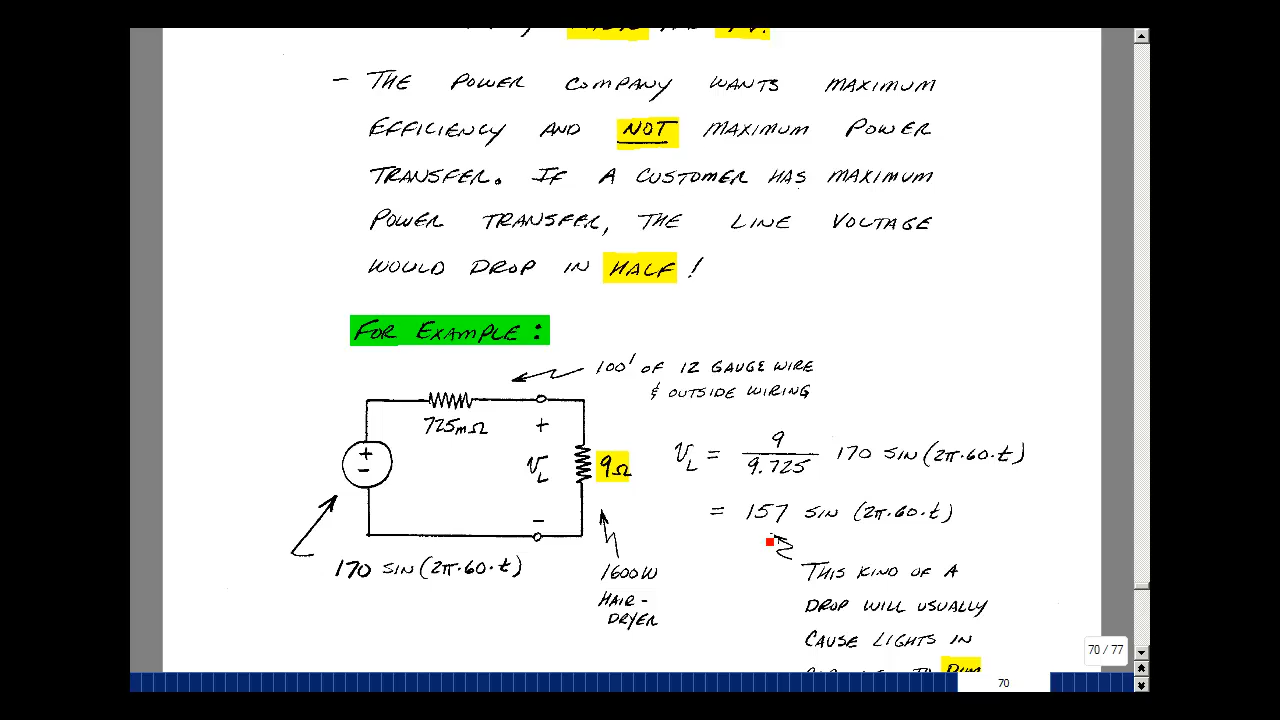 - THE POWER COMPANY WANTS MAXIMUM
EFFICIENCY AND NOT MAXIMUM POWER
TRANSFER. IF A CUSTOMER HAS MAXIMUM
POWER TRANSFER, THE LINE VOLTAGE
WOULD DROP IN HALF!
FOR EXAMPLE:
100' OF 12 GAUGE WIRE
& OUTSIDE WIRING
725mΩ
+
+
-
V_L
9Ω
-
170 SIN(2π·60·t)
1600W
HAIR-
DRYER
V_L = 9/9.725 170 SIN(2π·60·t)
= 157 SIN (2π·60·t)
THIS KIND OF A
DROP WILL USUALLY
CAUSE LIGHTS IN
DIM
70 / 77
70